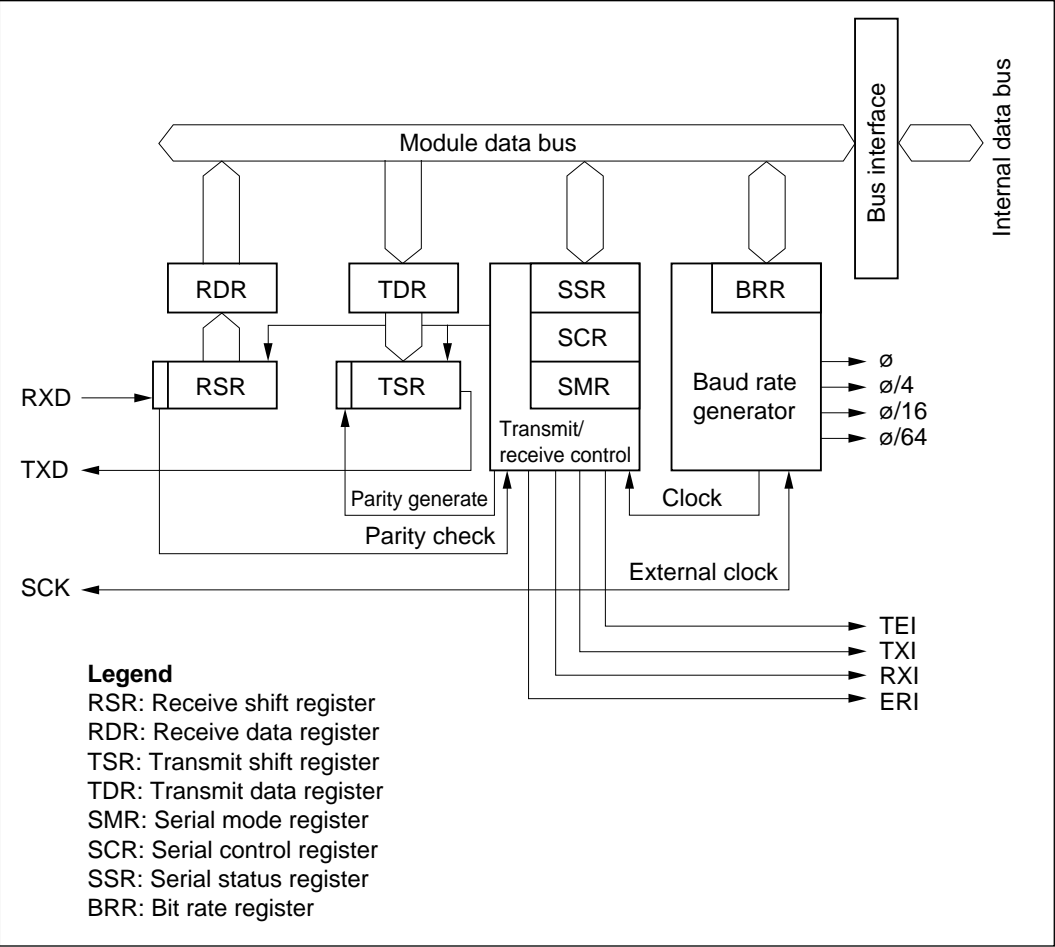 Module data bus
Bus interface
Internal data bus
RDR
TDR
SSR
BRR
SCR
RSR
TSR
SMR
Baud rate
generator
ø
ø/4
ø/16
ø/64
RXD
TXD
Transmit/
receive control
Parity generate
Clock
Parity check
External clock
SCK
TEI
TXI
RXI
ERI
Legend
RSR: Receive shift register
RDR: Receive data register
TSR: Transmit shift register
TDR: Transmit data register
SMR: Serial mode register
SCR: Serial control register
SSR: Serial status register
BRR: Bit rate register